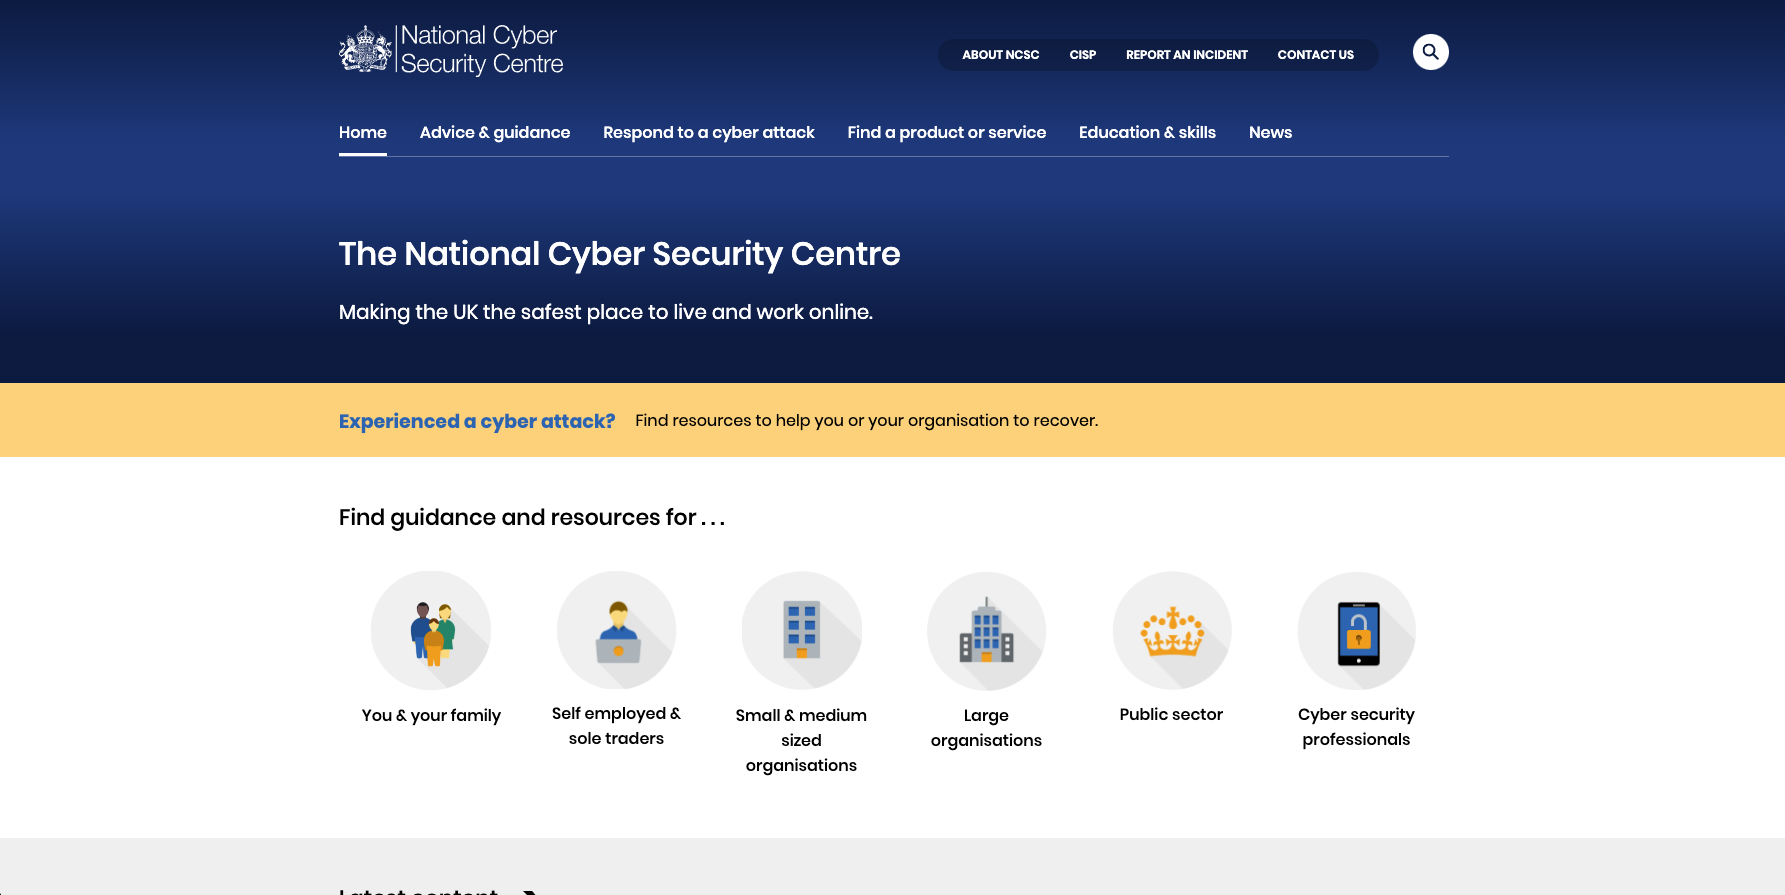 National Cyber
Security Centre
ABOUT NCSC CISP REPORT AN INCIDENT CONTACT US
Home Advice & guidance Respond to a cyber attack Find a product or service Education & skills News
The National Cyber Security Centre
Making the UK the safest place to live and work online.
Experienced a cyber attack? Find resources to help you or your organisation to recover.
Find guidance and resources for . . .
You & your family
Self employed &
sole traders
Small & medium
sized
organisations
Large
organisations
Public sector
Cyber security
professionals
Latest content